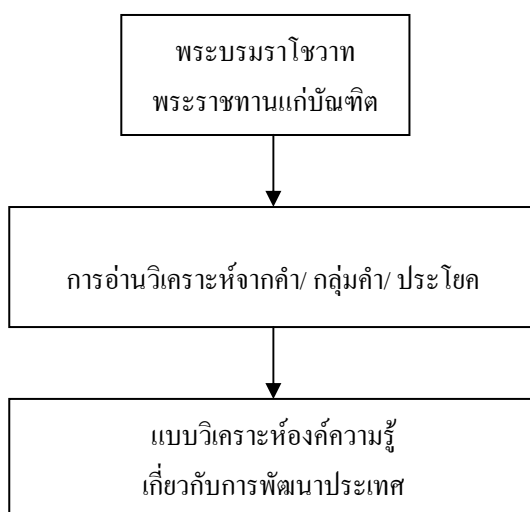 พระบรมราโชวาท
พระราชทานแก่บัณฑิต
การอ่านวิเคราะห์จากคำ/ กลุ่มคำ/ ประโยค
แบบวิเคราะห์องค์ความรู้
เกี่ยวกับการพัฒนาประเทศ